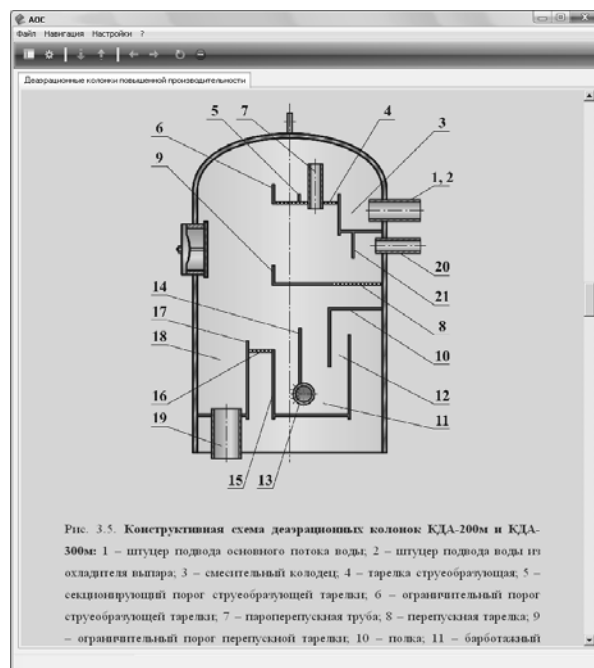 АОС
Файл Навигация Настройки ?
Деаэрационные колонки повышенной производительности
5 7 4
6 3
9 1, 2
20
14 21
17 8
18 10
16 12
19 11
15 13
Рис. 3.5. Конструктивная схема деаэрационных колонок КДА-200м и КДА-
300м: 1 – штуцер подвода основного потока воды; 2 – штуцер подвода воды из
охладителя выпара; 3 – смесительный колодец; 4 – тарелка струеобразующая; 5 –
секционирующий порог струеобразующей тарелки; 6 – ограничительный порог
струеобразующей тарелки; 7 – пароперепускная труба; 8 – перепускная тарелка; 9
– ограничительный порог перепускной тарелки; 10 – полка; 11 – барботажный